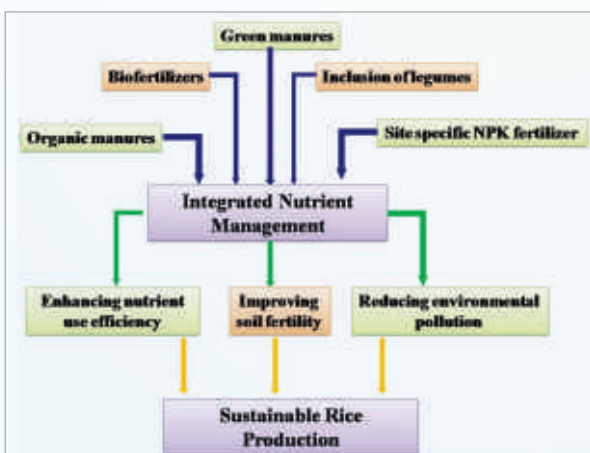 Green manures
Biofertilizers
Inclusion of legumes
Organic manures
Site specific NPK fertilizer
Integrated Nutrient
Management
Enhancing nutrient
use efficiency
Improving
soil fertility
Reducing environmental
pollution
Sustainable Rice
Production